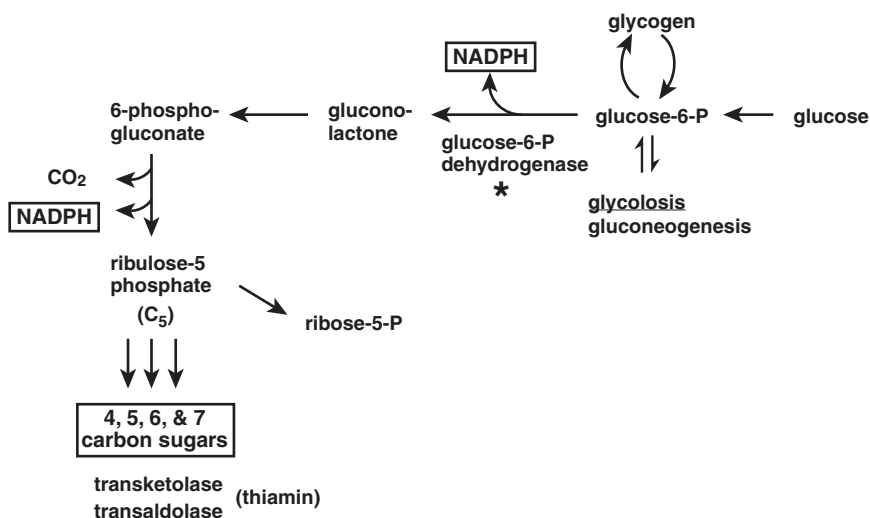 glycogen
NADPH
6-phospho-
gluconate
glucono-
lactone
glucose-6-P
glucose
glucose-6-P
dehydrogenase
*
glycolosis
gluconeogenesis
CO2
NADPH
ribulose-5
phosphate
(C5)
ribose-5-P
4, 5, 6, & 7
carbon sugars
transketolase
transaldolase
(thiamin)